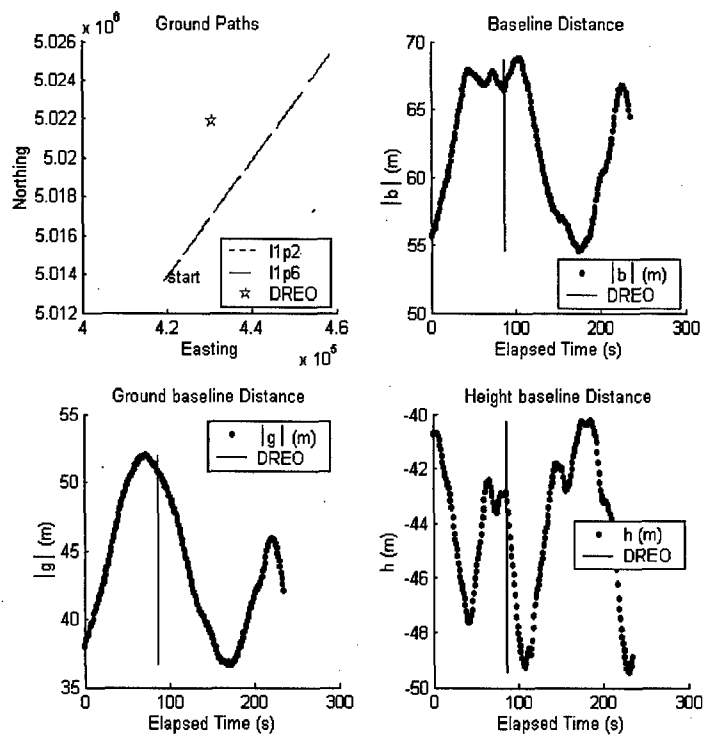 x 10⁶
Ground Paths
5.026
5.024
5.022
5.02
5.018
5.016
5.014
5.012
Northing
start
l1p2
l1p6
DREO
4
4.2
4.4
4.6
Easting
x 10⁵
Baseline Distance
70
65
60
55
50
|b| (m)
|b| (m)
DREO
0
100
200
300
Elapsed Time (s)
Ground baseline Distance
55
50
45
40
35
|g| (m)
|g| (m)
DREO
0
100
200
300
Elapsed Time (s)
Height baseline Distance
-40
-42
-44
-46
-48
-50
h (m)
h (m)
DREO
0
100
200
300
Elapsed Time (s)